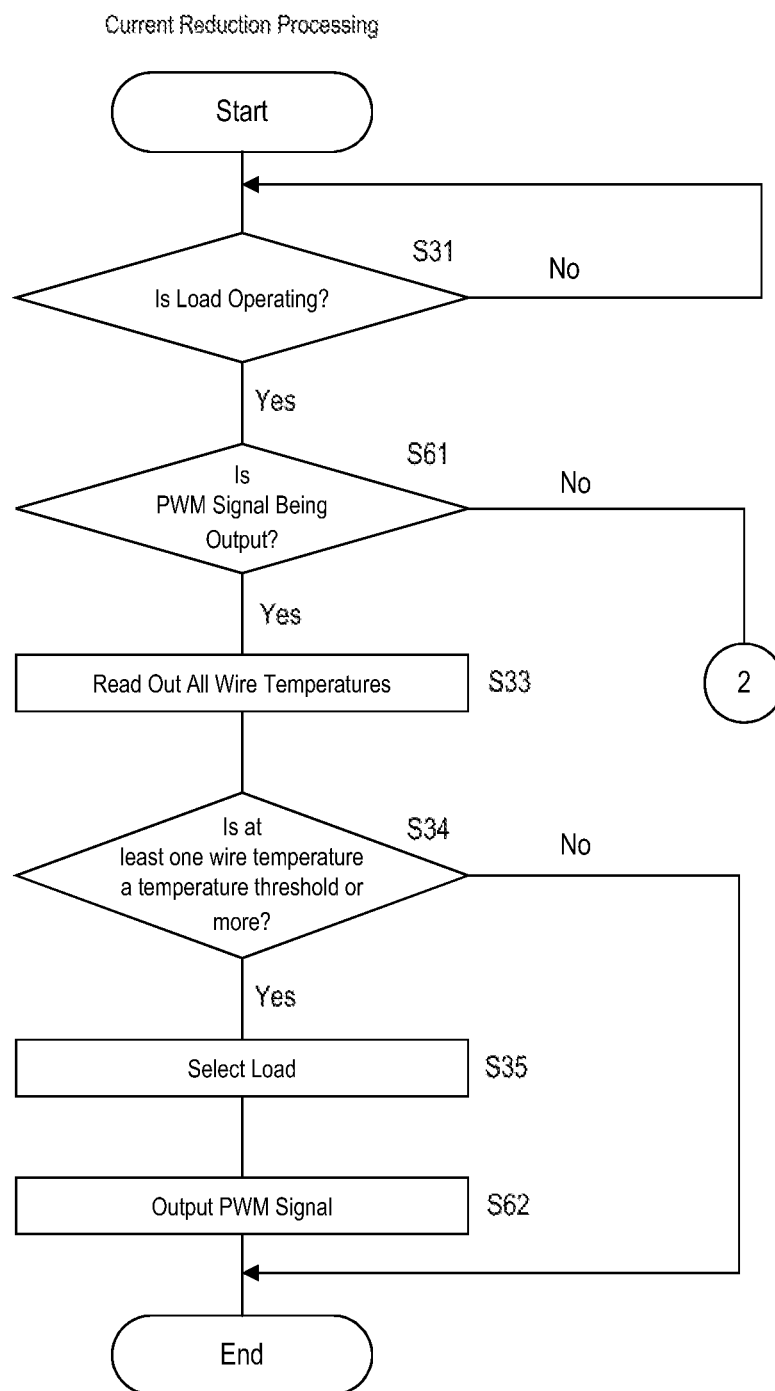 Current Reduction Processing
Start
S31
Is Load Operating?
No
Yes
S61
Is
PWM Signal Being
Output?
No
Yes
Read Out All Wire Temperatures
S33
2
Is at
least one wire temperature
a temperature threshold or
more?
S34
No
Yes
Select Load
S35
Output PWM Signal
S62
End